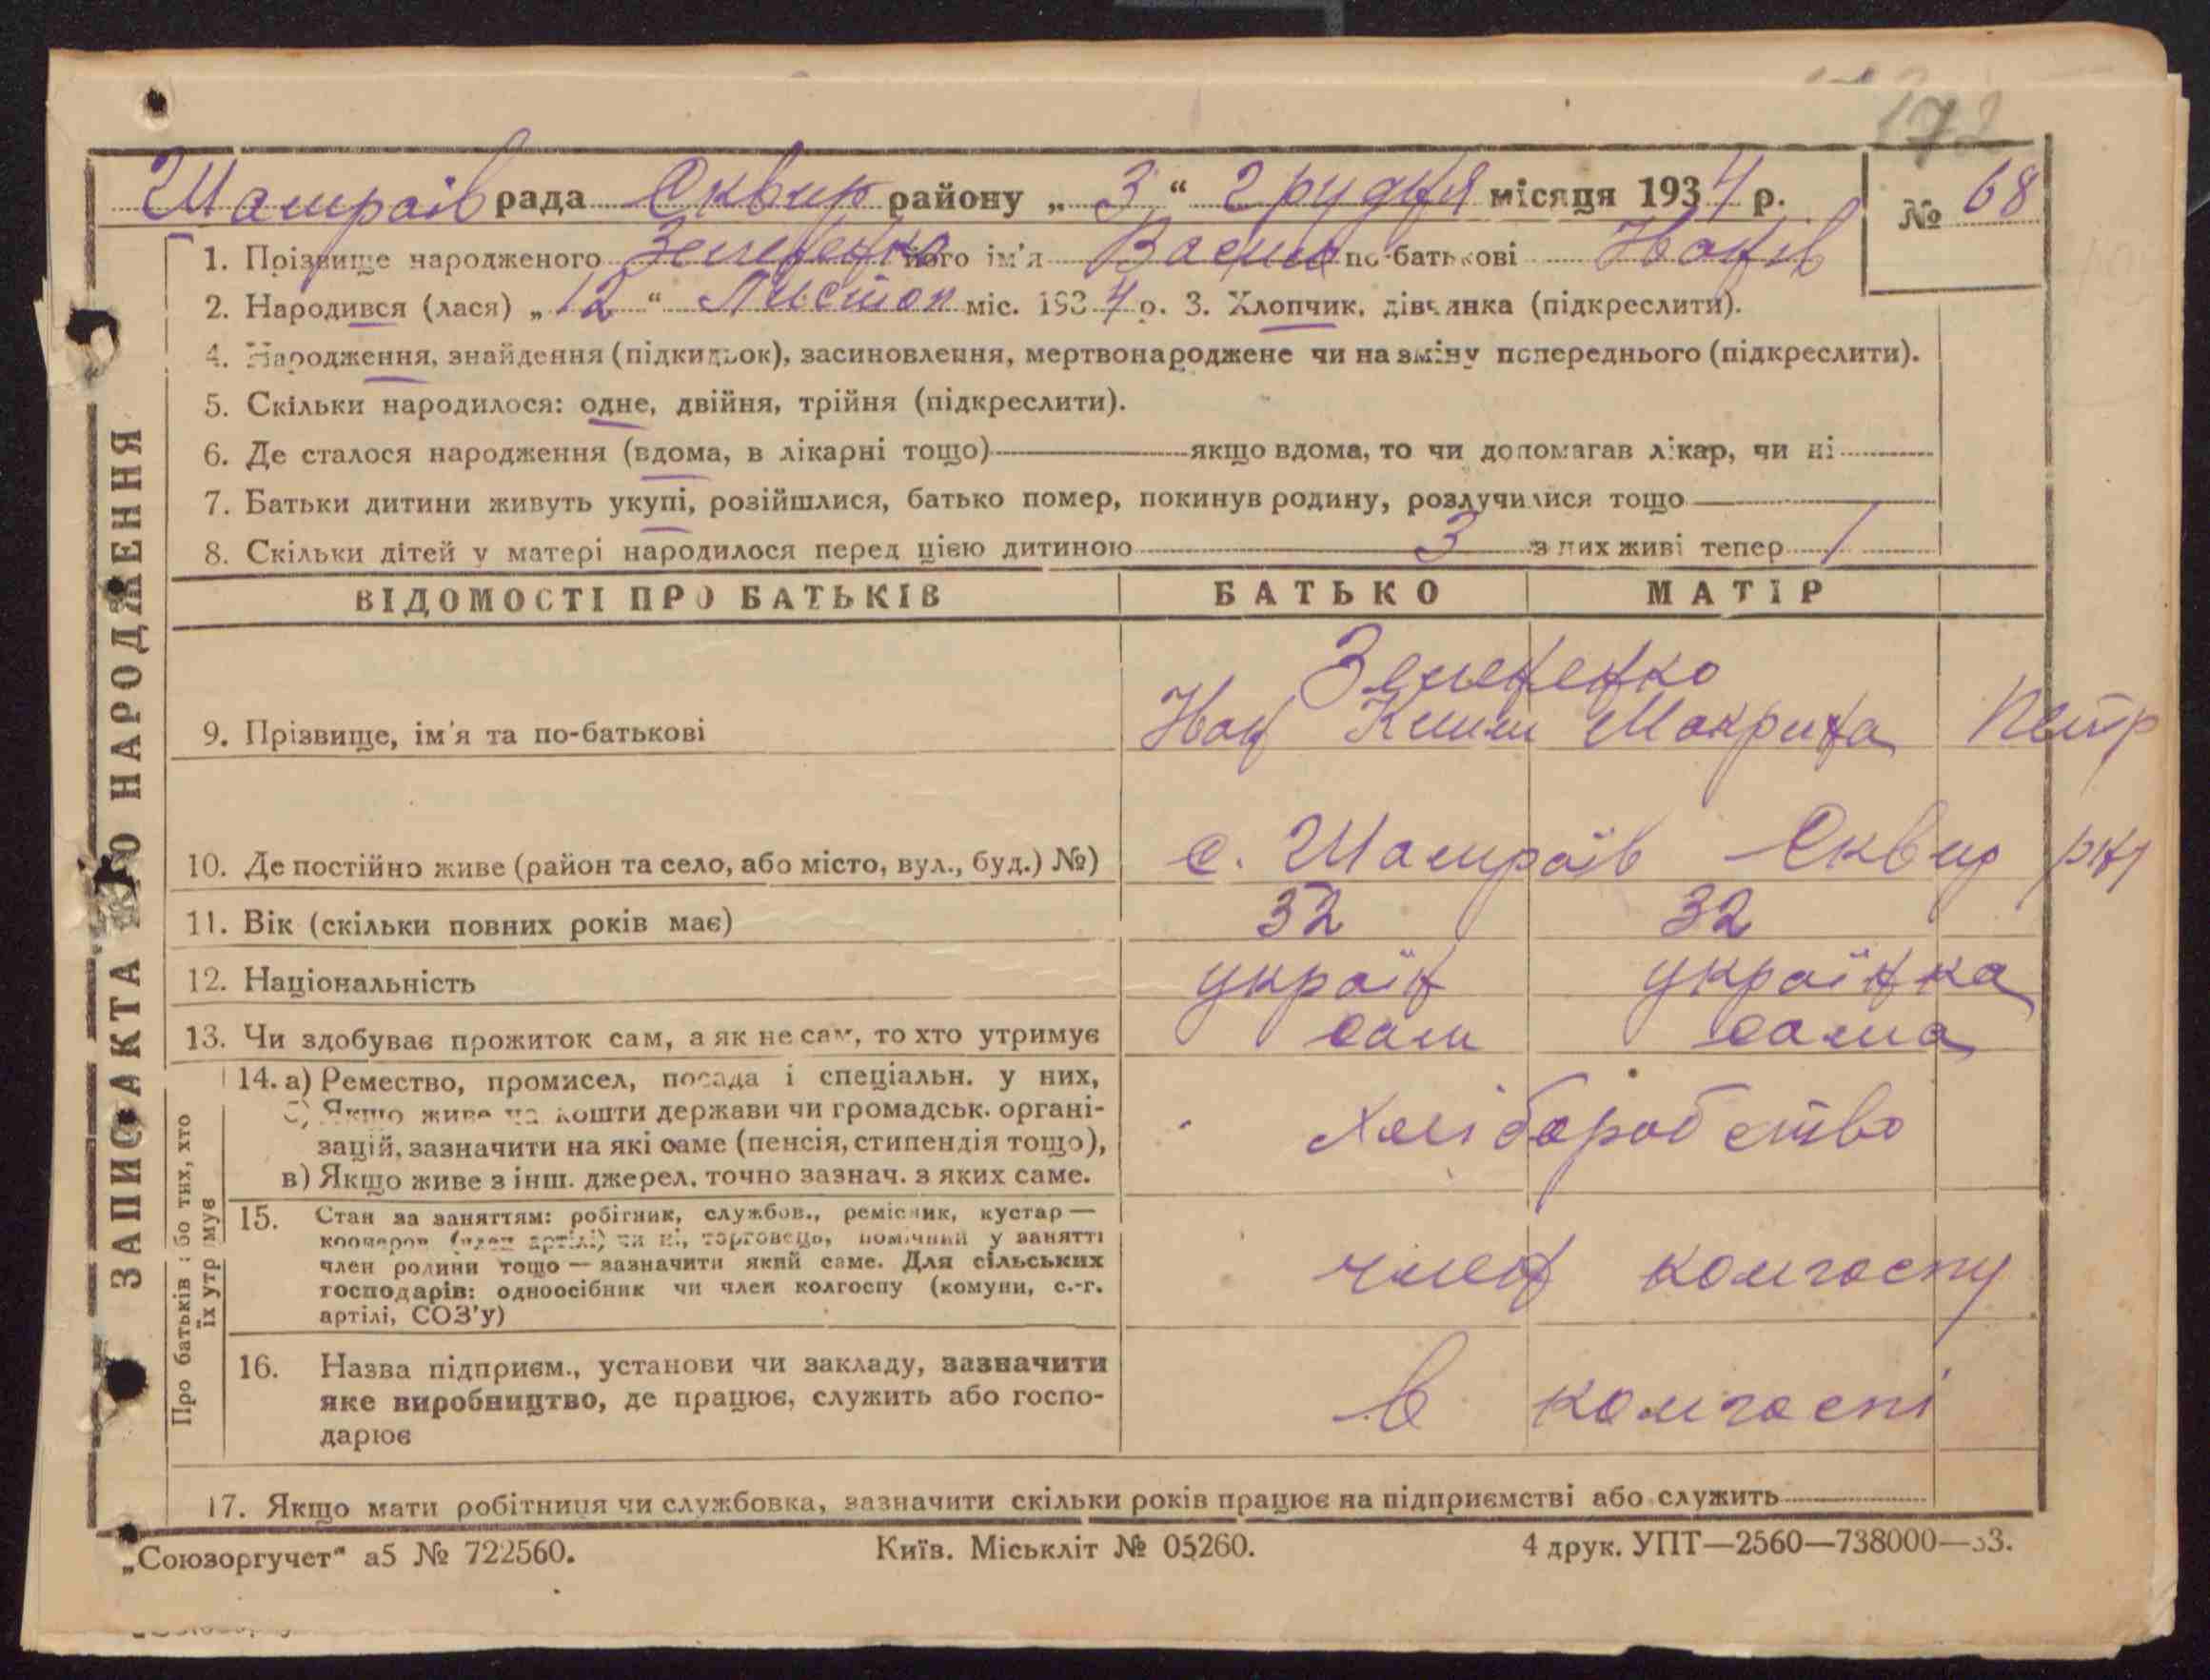 172
Шамраїв рада Сквир району „3“ грудня місяця 1934 р. № 68
1. Прізвище народженого Земненко його ім'я Васил по-батькові Нонів
2. Народився (лася) „12“ Листоп міс. 1934 р. 3. Хлопчик, дівчинка (підкреслити).
4. Народження, знайдення (підкидьок), засиновлення, мертвонароджене чи на зміну попереднього (підкреслити).
5. Скільки народилося: одне, двійня, трійня (підкреслити).
6. Де сталося народження (вдома, в лікарні тощо) якщо вдома, то чи допомагав лікар, чи ні
7. Батьки дитини живуть укупі, розійшлися, батько помер, покинув родину, розлучилися тощо
8. Скільки дітей у матері народилося перед цією дитиною 3 з них живі тепер 1
ЗАПИС АКТА ПРО НАРОДЖЕННЯ
ВІДОМОСТІ ПРО БАТЬКІВ БАТЬКО МАТІР
9. Прізвище, ім'я та по-батькові
Нон Клим Макрина Петр
10. Де постійно живе (район та село, або місто, вул., буд.) №) с. Шамраїв Сквир рну
11. Вік (скільки повних років має) 32 32
12. Національність україн українка
13. Чи здобуває прожиток сам, а як не сам, то хто утримує сам сама
Про батьків або тих, хто їх утримує
14. а) Ремество, промисел, посада і спеціальн. у них,
б) Якщо живе на кошти держави чи громадськ. органі-
зацій, зазначити на які саме (пенсія, стипендія тощо),
в) Якщо живе з інш. джерел, точно зазнач. з яких саме.
хліборобство
15. Стан за заняттям: робітник, службов., ремісник, кустар —
кооперов. (член артілі) чи ні, торговець, помічний у занятті
член родини тощо — зазначити який саме. Для сільських
господарів: одноосібник чи член колгоспу (комуни, с.-г.
артілі, СОЗ'у)
член колгоспу
16. Назва підприєм., установи чи закладу, зазначити
яке виробництво, де працює, служить або госпо-
дарює
в колгоспі
17. Якщо мати робітниця чи службовка, зазначити скільки років працює на підприємстві або служить
„Союзоргучет“ а5 № 722560. Київ. Міськліт № 05260. 4 друк. УПТ—2560—738000—33.